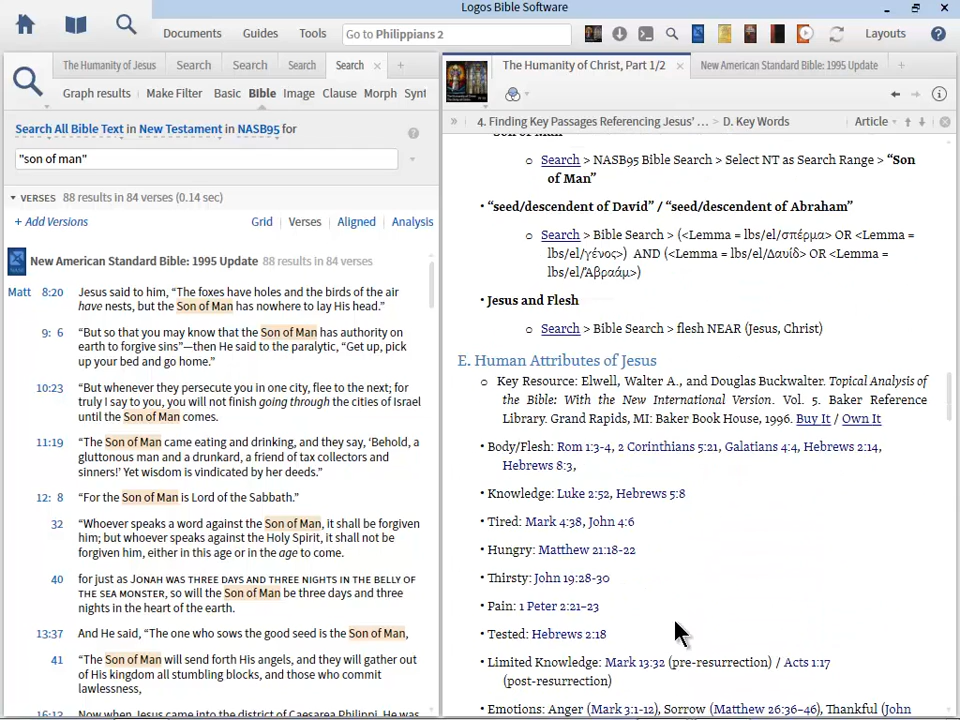 Logos Bible Software
Documents Guides Tools Go to Philippians 2 Layouts
The Humanity of Jesus Search Search Search Search
Graph results Make Filter Basic Bible Image Clause Morph Synt
Search All Bible Text in New Testament in NASB95 for
"son of man"
VERSES 88 results in 84 verses (0.14 sec)
+ Add Versions Grid Verses Aligned Analysis
New American Standard Bible: 1995 Update 88 results in 84 verses
Matt 8:20 Jesus said to him, “The foxes have holes and the birds of the air
have nests, but the Son of Man has nowhere to lay His head.”
9: 6 “But so that you may know that the Son of Man has authority on
earth to forgive sins”—then He said to the paralytic, “Get up, pick
up your bed and go home.”
10:23 “But whenever they persecute you in one city, flee to the next; for
truly I say to you, you will not finish going through the cities of Israel
until the Son of Man comes.
11:19 “The Son of Man came eating and drinking, and they say, ‘Behold, a
gluttonous man and a drunkard, a friend of tax collectors and
sinners!’ Yet wisdom is vindicated by her deeds.”
12: 8 “For the Son of Man is Lord of the Sabbath.”
32 “Whoever speaks a word against the Son of Man, it shall be forgiven
him; but whoever speaks against the Holy Spirit, it shall not be
forgiven him, either in this age or in the age to come.
40 for just as JONAH WAS THREE DAYS AND THREE NIGHTS IN THE BELLY OF
THE SEA MONSTER, so will the Son of Man be three days and three
nights in the heart of the earth.
13:37 And He said, “The one who sows the good seed is the Son of Man,
41 “The Son of Man will send forth His angels, and they will gather out
of His kingdom all stumbling blocks, and those who commit
lawlessness,
16:13 Now when Jesus came into the district of Caesarea Philippi, He was
The Humanity of Christ, Part 1/2 New American Standard Bible: 1995 Update
4. Finding Key Passages Referencing Jesus’ ... > D. Key Words Article
Son of Man
Search > NASB95 Bible Search > Select NT as Search Range > “Son
of Man”
• “seed/descendent of David” / “seed/descendent of Abraham”
Search > Bible Search > (<Lemma = lbs/el/σπέρμα> OR <Lemma =
lbs/el/γένος>) AND (<Lemma = lbs/el/Δαυίδ> OR <Lemma =
lbs/el/Ἀβραάμ>)
• Jesus and Flesh
Search > Bible Search > flesh NEAR (Jesus, Christ)
E. Human Attributes of Jesus
Key Resource: Elwell, Walter A., and Douglas Buckwalter. Topical Analysis of
the Bible: With the New International Version. Vol. 5. Baker Reference
Library. Grand Rapids, MI: Baker Book House, 1996. Buy It / Own It
• Body/Flesh: Rom 1:3-4, 2 Corinthians 5:21, Galatians 4:4, Hebrews 2:14,
Hebrews 8:3,
• Knowledge: Luke 2:52, Hebrews 5:8
• Tired: Mark 4:38, John 4:6
• Hungry: Matthew 21:18-22
• Thirsty: John 19:28-30
• Pain: 1 Peter 2:21–23
• Tested: Hebrews 2:18
• Limited Knowledge: Mark 13:32 (pre-resurrection) / Acts 1:17
(post-resurrection)
• Emotions: Anger (Mark 3:1-12), Sorrow (Matthew 26:36–46), Thankful (John